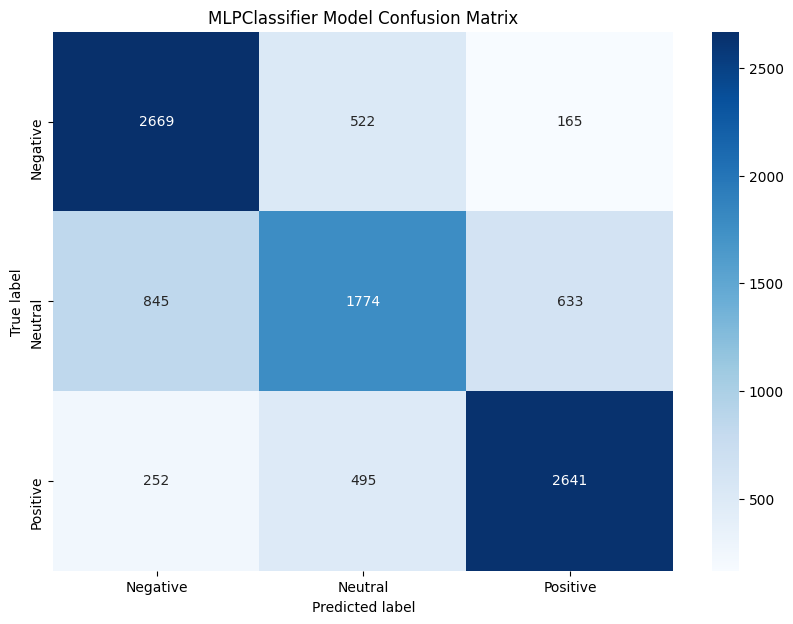 MLPClassifier Model Confusion Matrix
True label
Negative
2669 522 165
Neutral
845 1774 633
Positive
252 495 2641
Negative Neutral Positive
Predicted label
2500
2000
1500
1000
500